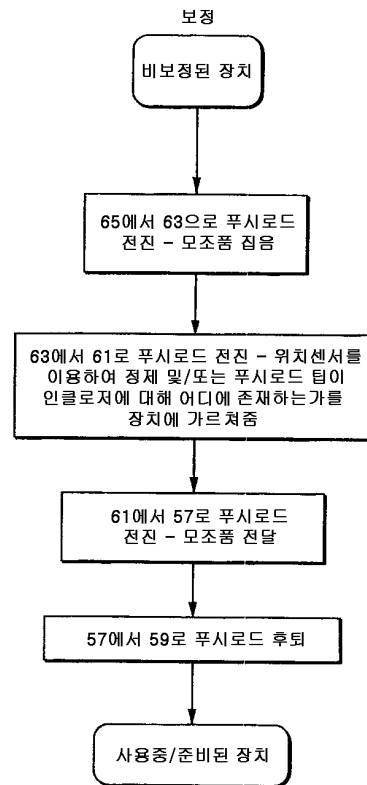 보정
비보정된 장치
65에서 63으로 푸시로드
전진 - 모조품 집음
63에서 61로 푸시로드 전진 - 위치센서를
이용하여 정제 및/또는 푸시로드 팁이
인클로저에 대해 어디에 존재하는가를
장치에 가르쳐줌
61에서 57로 푸시로드
전진 - 모조품 전달
57에서 59로 푸시로드 후퇴
사용중/준비된 장치